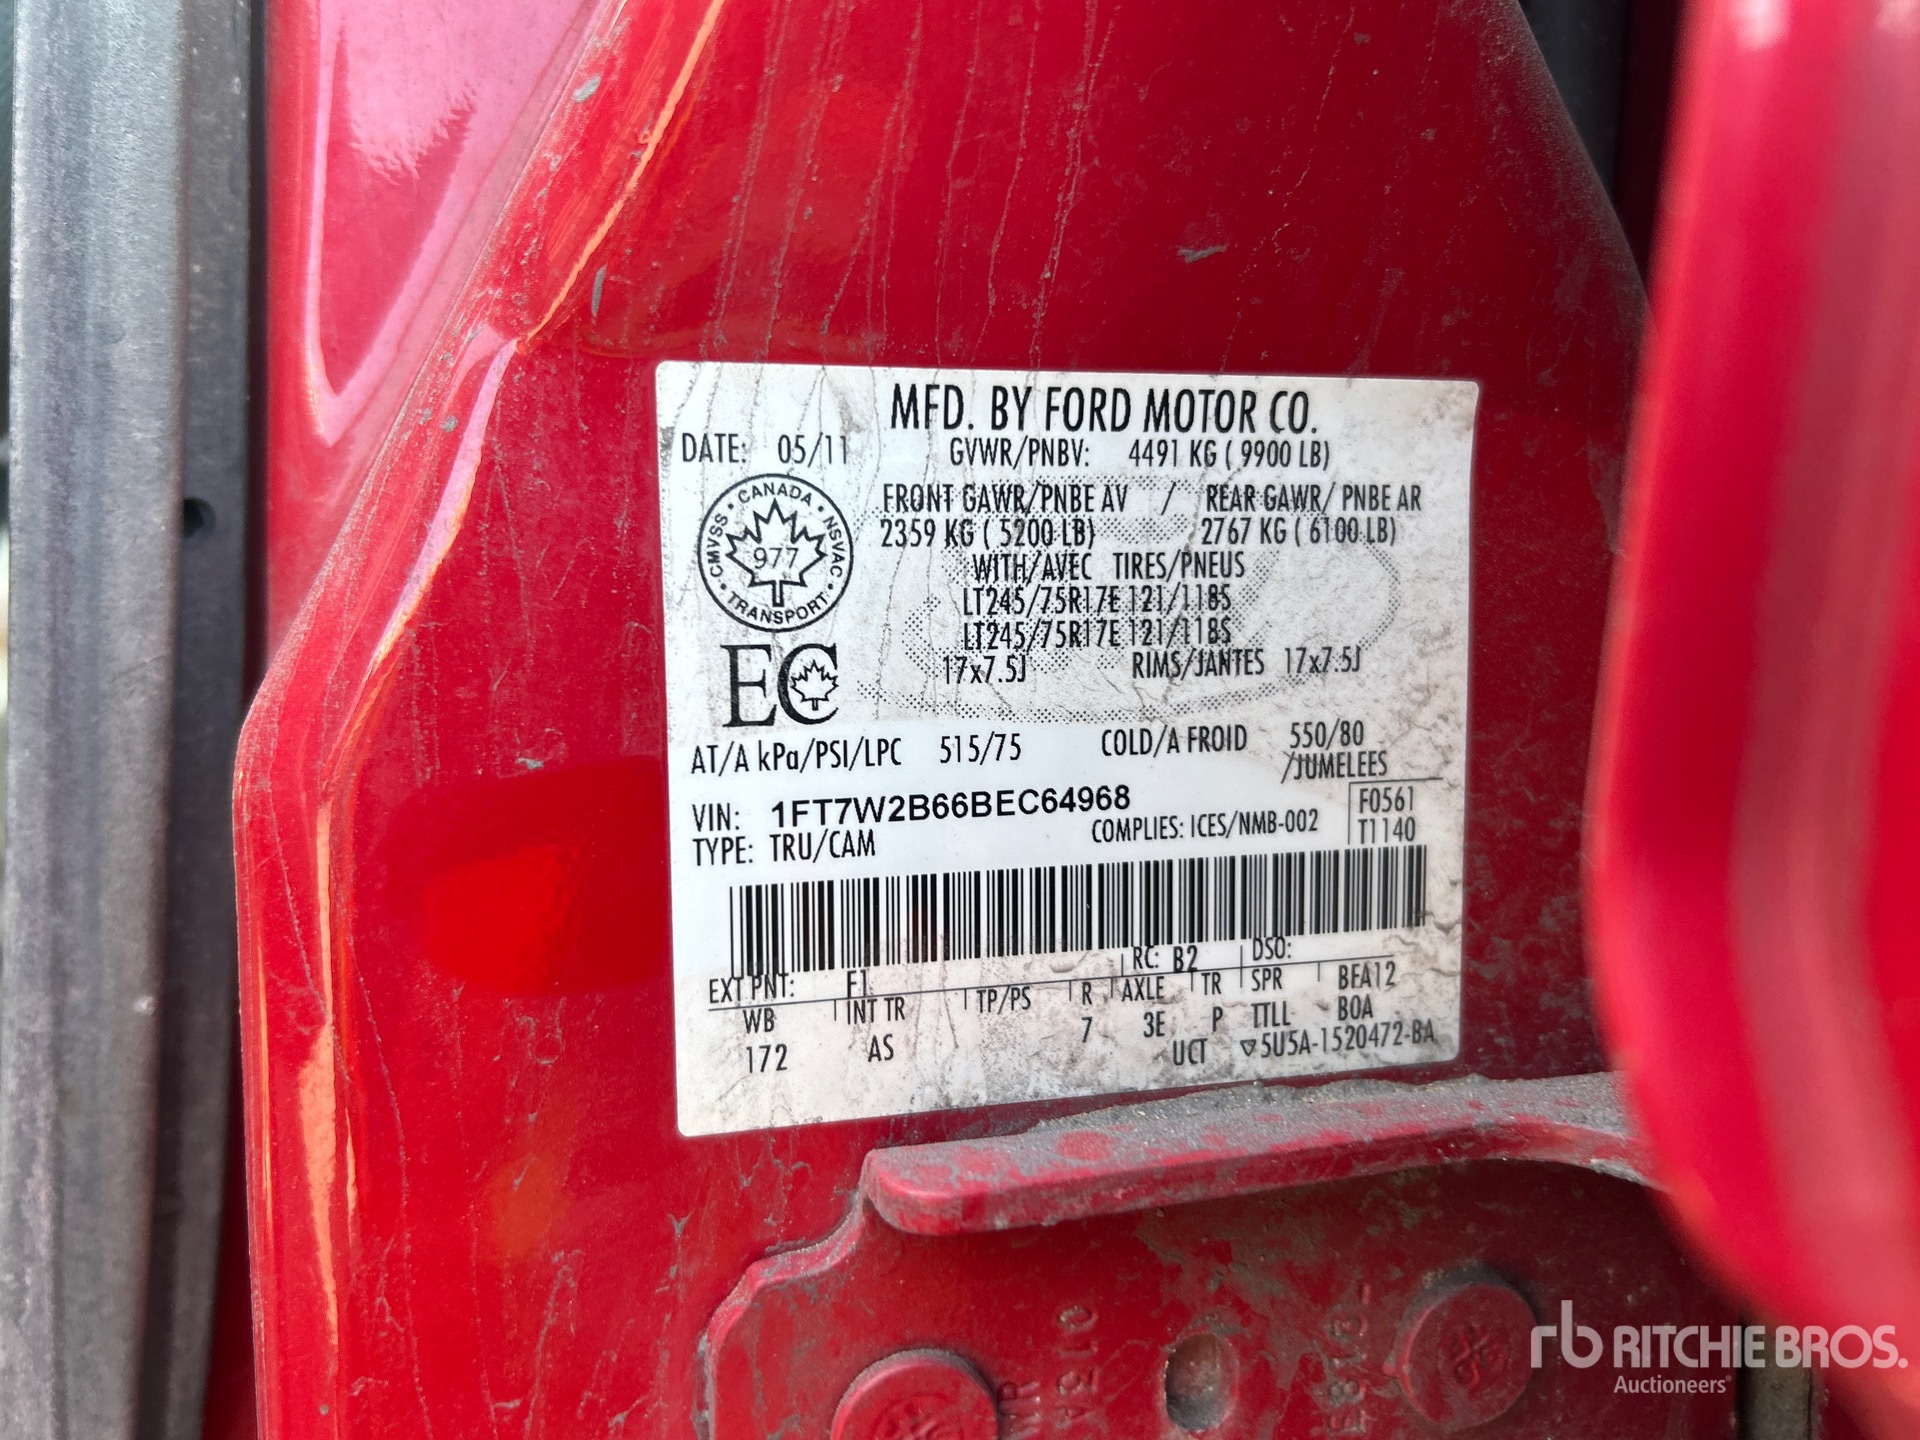 MFD. BY FORD MOTOR CO.
DATE: 05/11 GVWR/PNBV: 4491 KG ( 9900 LB)
FRONT GAWR/PNBE AV / REAR GAWR/ PNBE AR
2359 KG ( 5200 LB) 2767 KG ( 6100 LB)
WITH/AVEC TIRES/PNEUS
LT245/75R17E 121/118S
LT245/75R17E 121/118S
17x7.5J RIMS/JANTES 17x7.5J
CMVSS · CANADA · NSVAC · TRANSPORT ·
977
EC
AT/A kPa/PSI/LPC 515/75 COLD/A FROID 550/80
/JUMELEES
VIN: 1FT7W2B66BEC64968 F0561
TYPE: TRU/CAM COMPLIES: ICES/NMB-002 T1140
RC: B2 DSO:
EXT PNT: F1
WB INT TR TP/PS R AXLE TR SPR BFA12
172 AS 7 3E P TTLL BOA
UCT ▽5U5A-1520472-BA
rb RITCHIE BROS.
Auctioneers